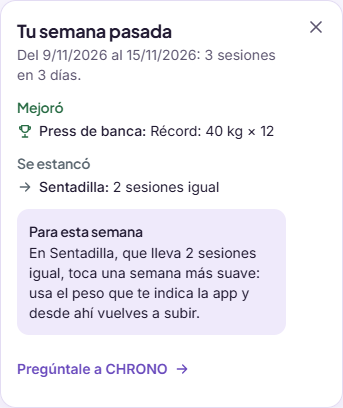 Tu semana pasada
Del 9/11/2026 al 15/11/2026: 3 sesiones
en 3 días.
Mejoró
Press de banca: Récord: 40 kg × 12
Se estancó
Sentadilla: 2 sesiones igual
Para esta semana
En Sentadilla, que lleva 2 sesiones
igual, toca una semana más suave:
usa el peso que te indica la app y
desde ahí vuelves a subir.
Pregúntale a CHRONO →